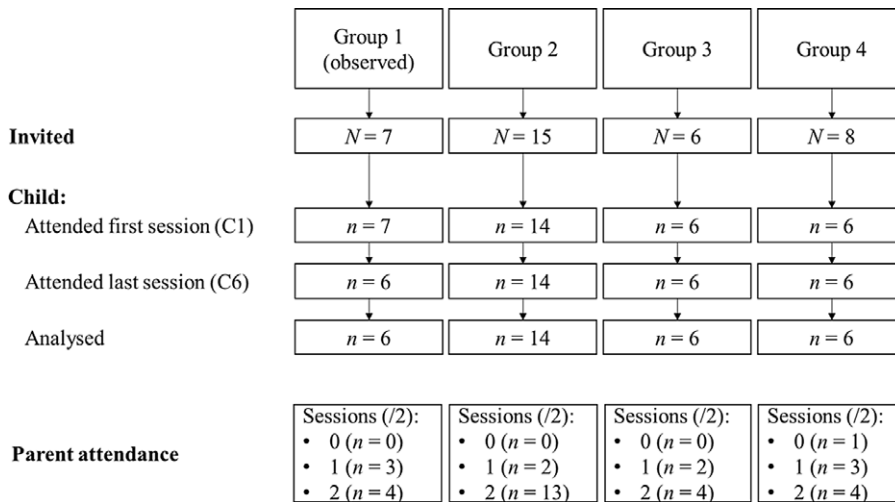 Group 1
(observed)
Group 2
Group 3
Group 4
Invited
N = 7
N = 15
N = 6
N = 8
Child:
Attended first session (C1)
n = 7
n = 14
n = 6
n = 6
Attended last session (C6)
n = 6
n = 14
n = 6
n = 6
Analysed
n = 6
n = 14
n = 6
n = 6
Parent attendance
Sessions (/2):
• 0 (n = 0)
• 1 (n = 3)
• 2 (n = 4)
Sessions (/2):
• 0 (n = 0)
• 1 (n = 2)
• 2 (n = 13)
Sessions (/2):
• 0 (n = 0)
• 1 (n = 2)
• 2 (n = 4)
Sessions (/2):
• 0 (n = 1)
• 1 (n = 3)
• 2 (n = 4)